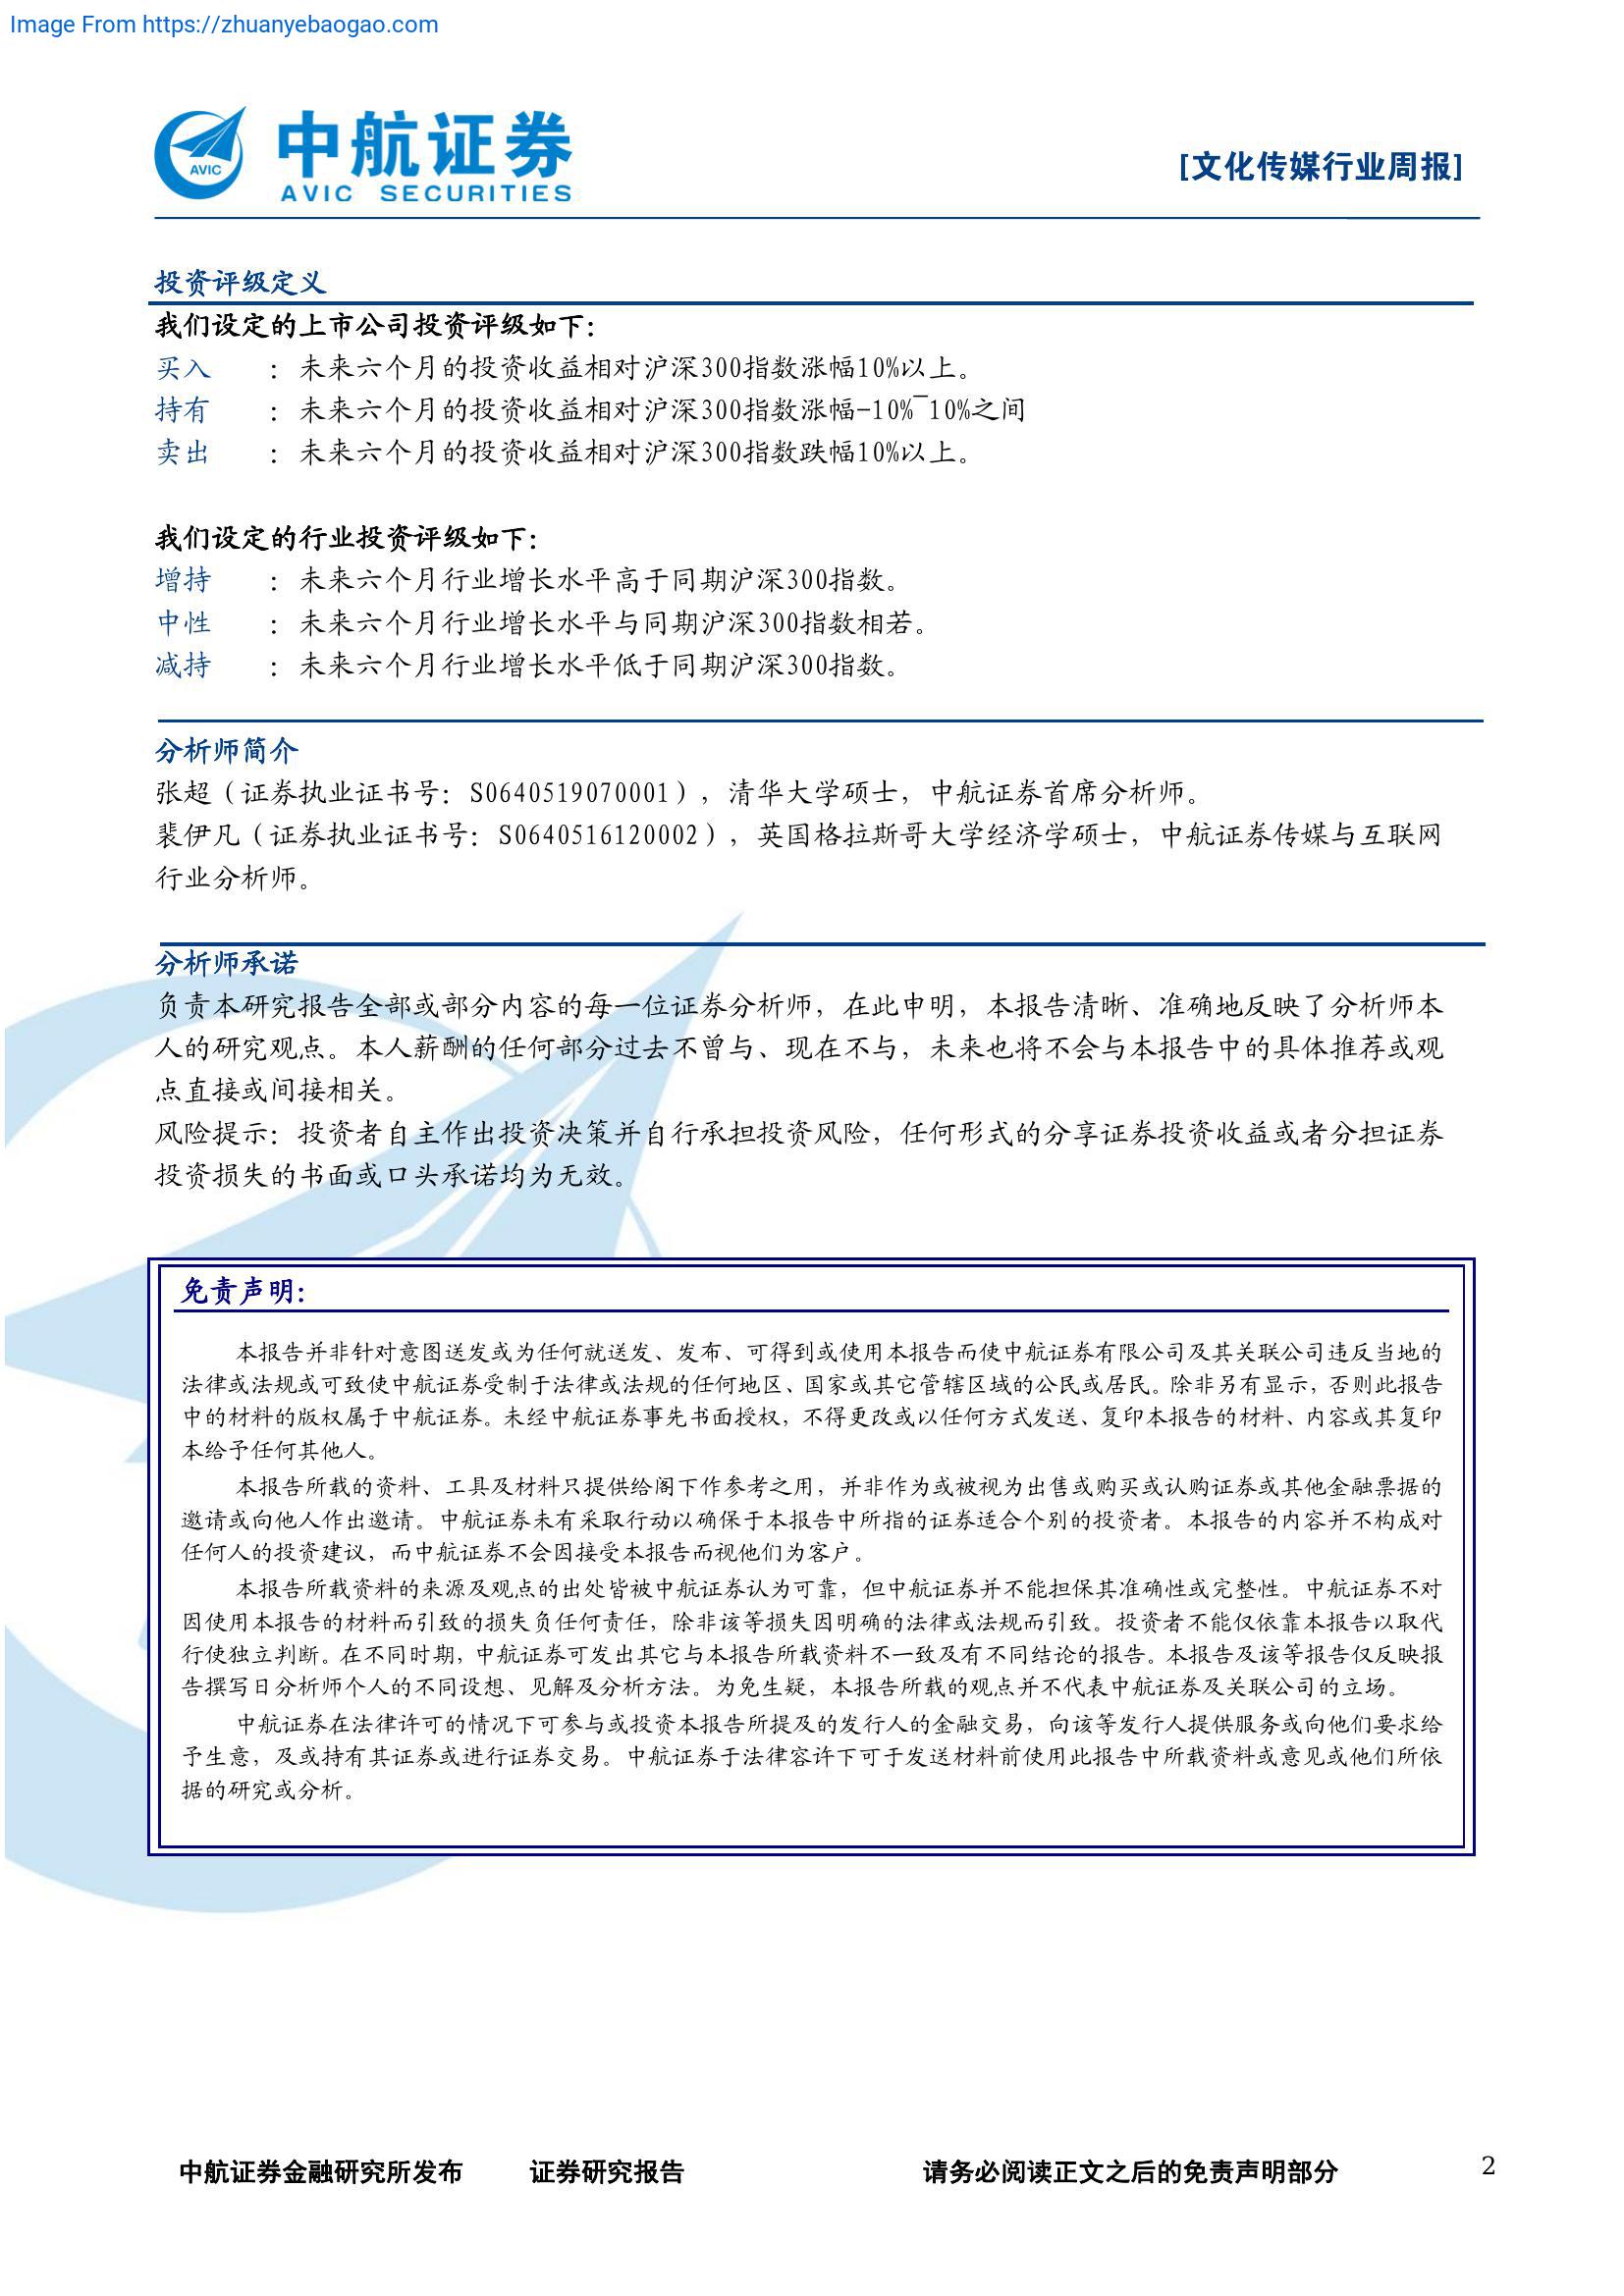 Image From https://zhuanyebaogao.com
AVIC
中航证券
AVIC SECURITIES
[文化传媒行业周报]
投资评级定义
我们设定的上市公司投资评级如下：
买入 ：未来六个月的投资收益相对沪深300指数涨幅10%以上。
持有 ：未来六个月的投资收益相对沪深300指数涨幅-10%~10%之间
卖出 ：未来六个月的投资收益相对沪深300指数跌幅10%以上。
我们设定的行业投资评级如下：
增持 ：未来六个月行业增长水平高于同期沪深300指数。
中性 ：未来六个月行业增长水平与同期沪深300指数相若。
减持 ：未来六个月行业增长水平低于同期沪深300指数。
分析师简介
张超（证券执业证书号：S0640519070001），清华大学硕士，中航证券首席分析师。
裴伊凡（证券执业证书号：S0640516120002），英国格拉斯哥大学经济学硕士，中航证券传媒与互联网
行业分析师。
分析师承诺
负责本研究报告全部或部分内容的每一位证券分析师，在此申明，本报告清晰、准确地反映了分析师本
人的研究观点。本人薪酬的任何部分过去不曾与、现在不与，未来也将不会与本报告中的具体推荐或观
点直接或间接相关。
风险提示：投资者自主作出投资决策并自行承担投资风险，任何形式的分享证券投资收益或者分担证券
投资损失的书面或口头承诺均为无效。
免责声明：
本报告并非针对意图送发或为任何就送发、发布、可得到或使用本报告而使中航证券有限公司及其关联公司违反当地的
法律或法规或可致使中航证券受制于法律或法规的任何地区、国家或其它管辖区域的公民或居民。除非另有显示，否则此报告
中的材料的版权属于中航证券。未经中航证券事先书面授权，不得更改或以任何方式发送、复印本报告的材料、内容或其复印
本给予任何其他人。
本报告所载的资料、工具及材料只提供给阁下作参考之用，并非作为或被视为出售或购买或认购证券或其他金融票据的
邀请或向他人作出邀请。中航证券未有采取行动以确保于本报告中所指的证券适合个别的投资者。本报告的内容并不构成对
任何人的投资建议，而中航证券不会因接受本报告而视他们为客户。
本报告所载资料的来源及观点的出处皆被中航证券认为可靠，但中航证券并不能担保其准确性或完整性。中航证券不对
因使用本报告的材料而引致的损失负任何责任，除非该等损失因明确的法律或法规而引致。投资者不能仅依靠本报告以取代
行使独立判断。在不同时期，中航证券可发出其它与本报告所载资料不一致及有不同结论的报告。本报告及该等报告仅反映报
告撰写日分析师个人的不同设想、见解及分析方法。为免生疑，本报告所载的观点并不代表中航证券及关联公司的立场。
中航证券在法律许可的情况下可参与或投资本报告所提及的发行人的金融交易，向该等发行人提供服务或向他们要求给
予生意，及或持有其证券或进行证券交易。中航证券于法律容许下可于发送材料前使用此报告中所载资料或意见或他们所依
据的研究或分析。
中航证券金融研究所发布 证券研究报告 请务必阅读正文之后的免责声明部分 2